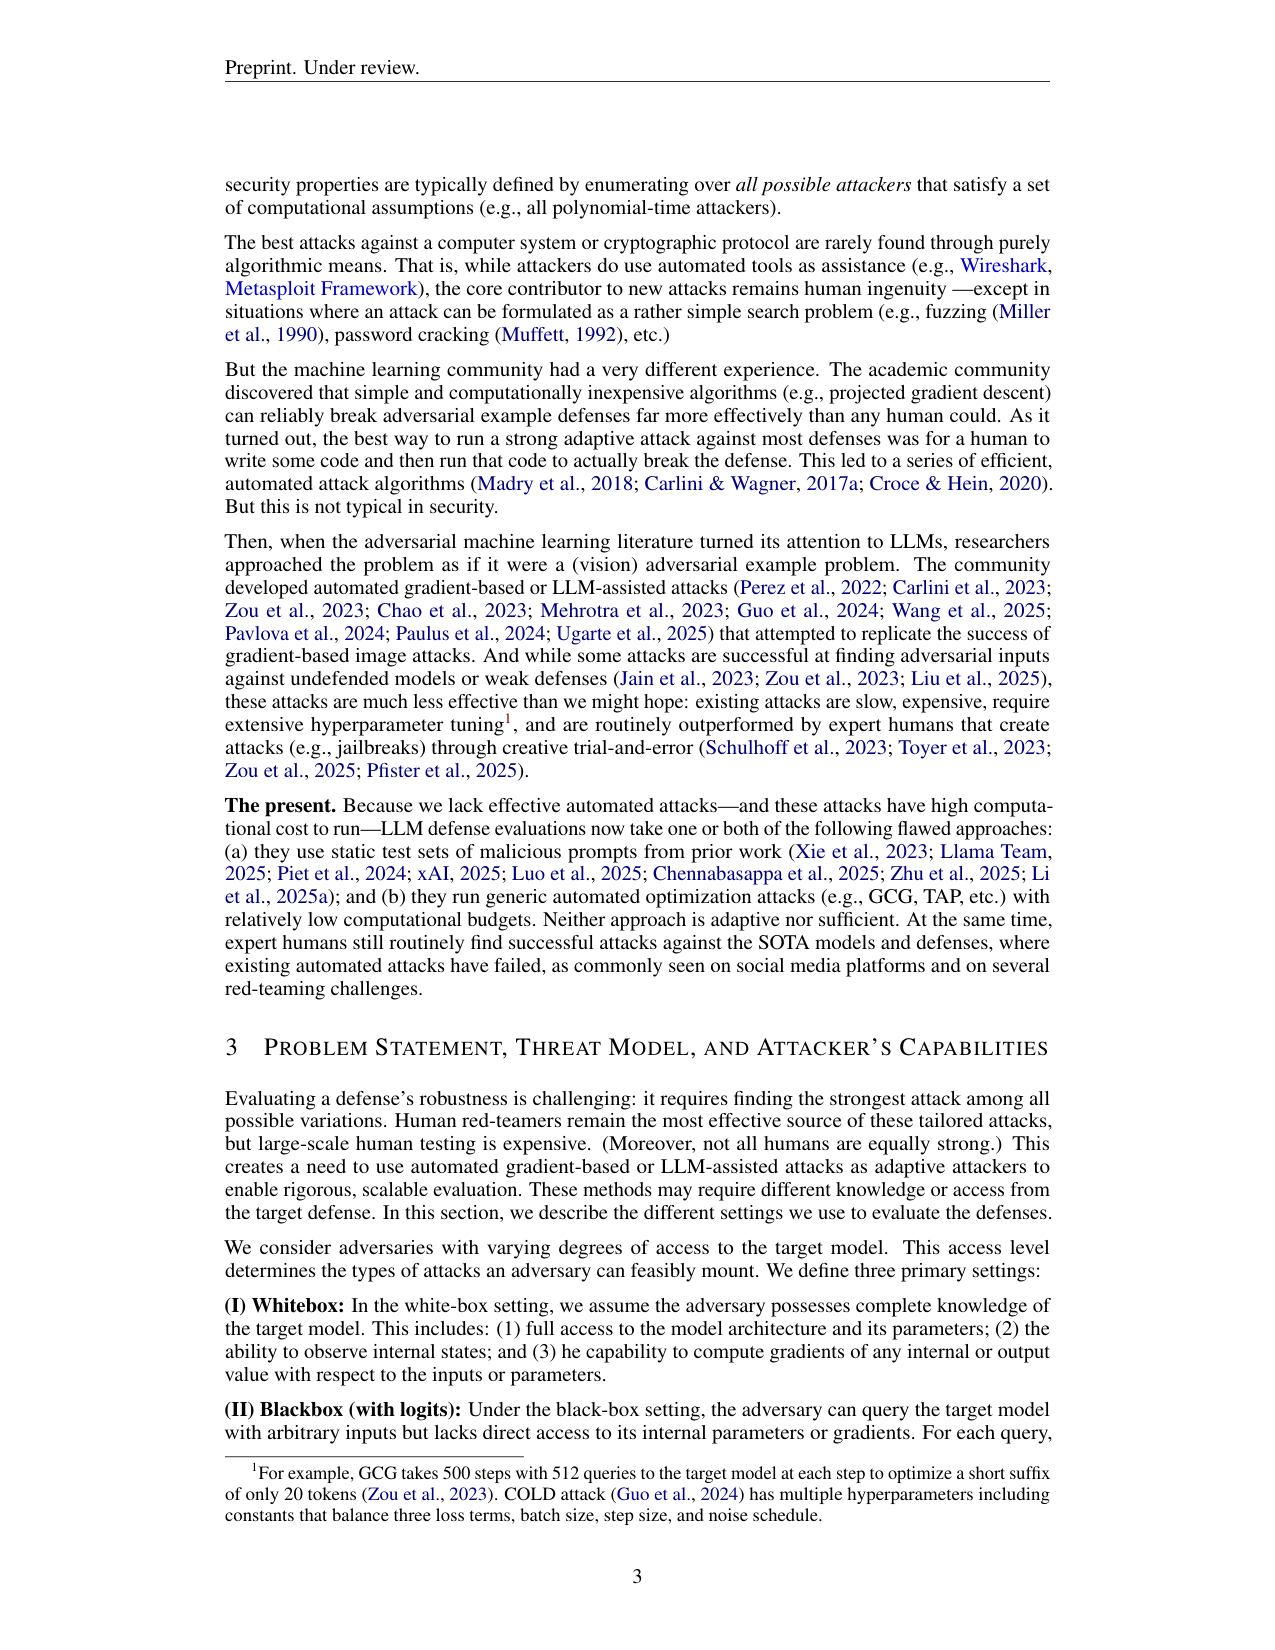 Preprint. Under review.
security properties are typically defined by enumerating over all possible attackers that satisfy a set
of computational assumptions (e.g., all polynomial-time attackers).
The best attacks against a computer system or cryptographic protocol are rarely found through purely
algorithmic means. That is, while attackers do use automated tools as assistance (e.g., Wireshark,
Metasploit Framework), the core contributor to new attacks remains human ingenuity —except in
situations where an attack can be formulated as a rather simple search problem (e.g., fuzzing (Miller
et al., 1990), password cracking (Muffett, 1992), etc.)
But the machine learning community had a very different experience. The academic community
discovered that simple and computationally inexpensive algorithms (e.g., projected gradient descent)
can reliably break adversarial example defenses far more effectively than any human could. As it
turned out, the best way to run a strong adaptive attack against most defenses was for a human to
write some code and then run that code to actually break the defense. This led to a series of efficient,
automated attack algorithms (Madry et al., 2018; Carlini & Wagner, 2017a; Croce & Hein, 2020).
But this is not typical in security.
Then, when the adversarial machine learning literature turned its attention to LLMs, researchers
approached the problem as if it were a (vision) adversarial example problem. The community
developed automated gradient-based or LLM-assisted attacks (Perez et al., 2022; Carlini et al., 2023;
Zou et al., 2023; Chao et al., 2023; Mehrotra et al., 2023; Guo et al., 2024; Wang et al., 2025;
Pavlova et al., 2024; Paulus et al., 2024; Ugarte et al., 2025) that attempted to replicate the success of
gradient-based image attacks. And while some attacks are successful at finding adversarial inputs
against undefended models or weak defenses (Jain et al., 2023; Zou et al., 2023; Liu et al., 2025),
these attacks are much less effective than we might hope: existing attacks are slow, expensive, require
extensive hyperparameter tuning1, and are routinely outperformed by expert humans that create
attacks (e.g., jailbreaks) through creative trial-and-error (Schulhoff et al., 2023; Toyer et al., 2023;
Zou et al., 2025; Pfister et al., 2025).
The present. Because we lack effective automated attacks—and these attacks have high computa-
tional cost to run—LLM defense evaluations now take one or both of the following flawed approaches:
(a) they use static test sets of malicious prompts from prior work (Xie et al., 2023; Llama Team,
2025; Piet et al., 2024; xAI, 2025; Luo et al., 2025; Chennabasappa et al., 2025; Zhu et al., 2025; Li
et al., 2025a); and (b) they run generic automated optimization attacks (e.g., GCG, TAP, etc.) with
relatively low computational budgets. Neither approach is adaptive nor sufficient. At the same time,
expert humans still routinely find successful attacks against the SOTA models and defenses, where
existing automated attacks have failed, as commonly seen on social media platforms and on several
red-teaming challenges.
3 PROBLEM STATEMENT, THREAT MODEL, AND ATTACKER'S CAPABILITIES
Evaluating a defense's robustness is challenging: it requires finding the strongest attack among all
possible variations. Human red-teamers remain the most effective source of these tailored attacks,
but large-scale human testing is expensive. (Moreover, not all humans are equally strong.) This
creates a need to use automated gradient-based or LLM-assisted attacks as adaptive attackers to
enable rigorous, scalable evaluation. These methods may require different knowledge or access from
the target defense. In this section, we describe the different settings we use to evaluate the defenses.
We consider adversaries with varying degrees of access to the target model. This access level
determines the types of attacks an adversary can feasibly mount. We define three primary settings:
(I) Whitebox: In the white-box setting, we assume the adversary possesses complete knowledge of
the target model. This includes: (1) full access to the model architecture and its parameters; (2) the
ability to observe internal states; and (3) he capability to compute gradients of any internal or output
value with respect to the inputs or parameters.
(II) Blackbox (with logits): Under the black-box setting, the adversary can query the target model
with arbitrary inputs but lacks direct access to its internal parameters or gradients. For each query,
1For example, GCG takes 500 steps with 512 queries to the target model at each step to optimize a short suffix
of only 20 tokens (Zou et al., 2023). COLD attack (Guo et al., 2024) has multiple hyperparameters including
constants that balance three loss terms, batch size, step size, and noise schedule.
3